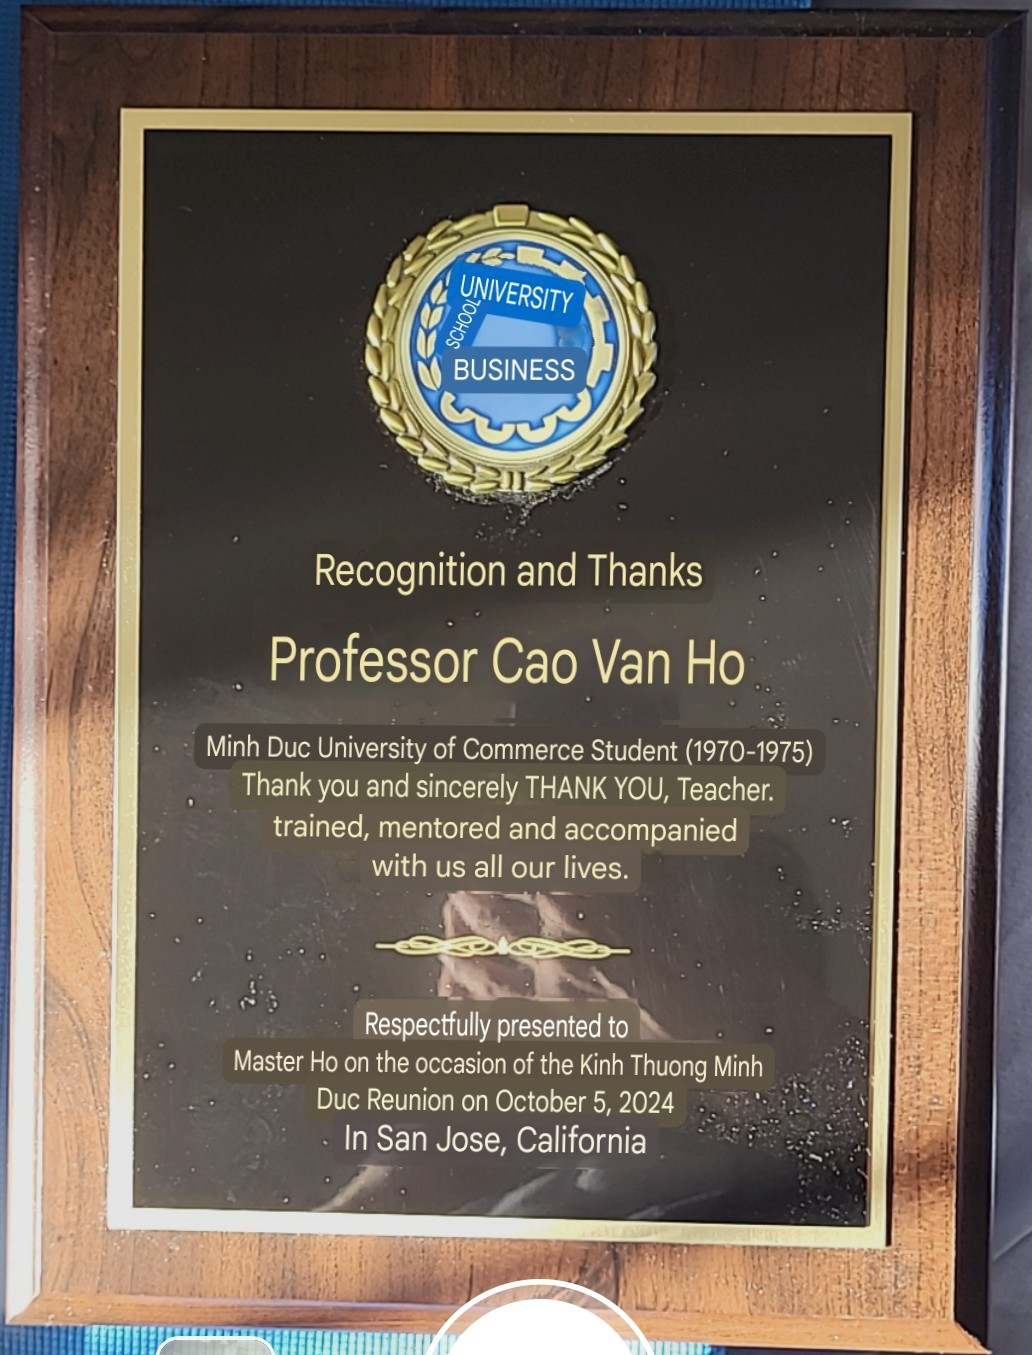 UNIVERSITY
SCHOOL
BUSINESS
Recognition and Thanks
Professor Cao Van Ho
Minh Duc University of Commerce Student (1970-1975)
Thank you and sincerely THANK YOU, Teacher.
trained, mentored and accompanied
with us all our lives.
Respectfully presented to
Master Ho on the occasion of the Kinh Thuong Minh
Duc Reunion on October 5, 2024
In San Jose, California